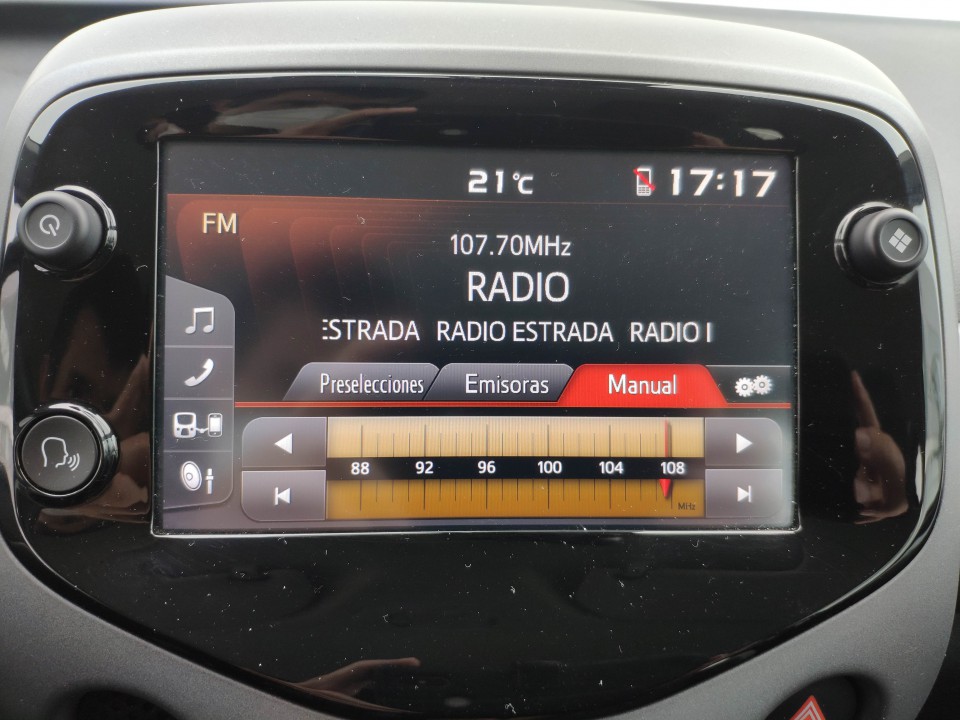 21°C 17:17
FM
107.70MHz
RADIO
ESTRADA RADIO ESTRADA RADIO
Preselecciones Emisoras Manual
88 92 96 100 104 108
MHz